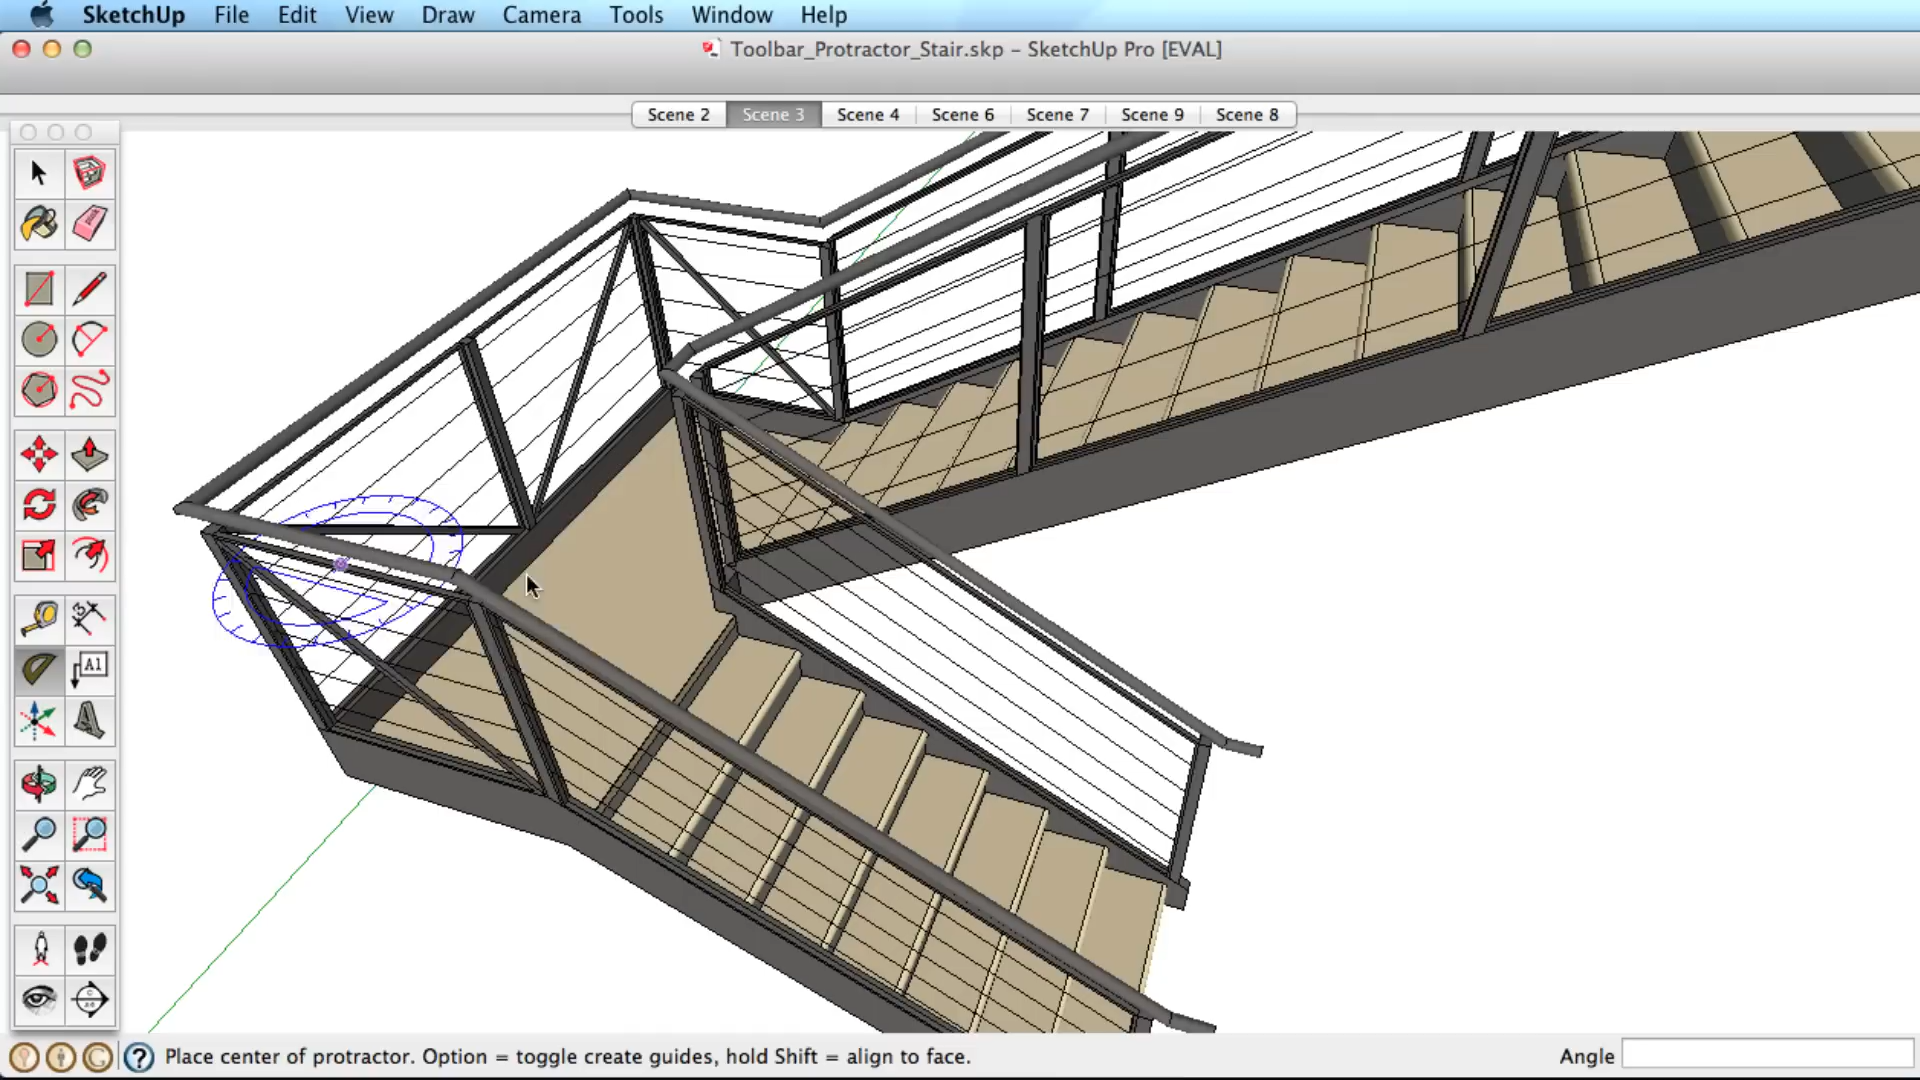 SketchUp File Edit View Draw Camera Tools Window Help
Toolbar_Protractor_Stair.skp - SketchUp Pro [EVAL]
Scene 2 Scene 3 Scene 4 Scene 6 Scene 7 Scene 9 Scene 8
A1
Place center of protractor. Option = toggle create guides, hold Shift = align to face.
Angle